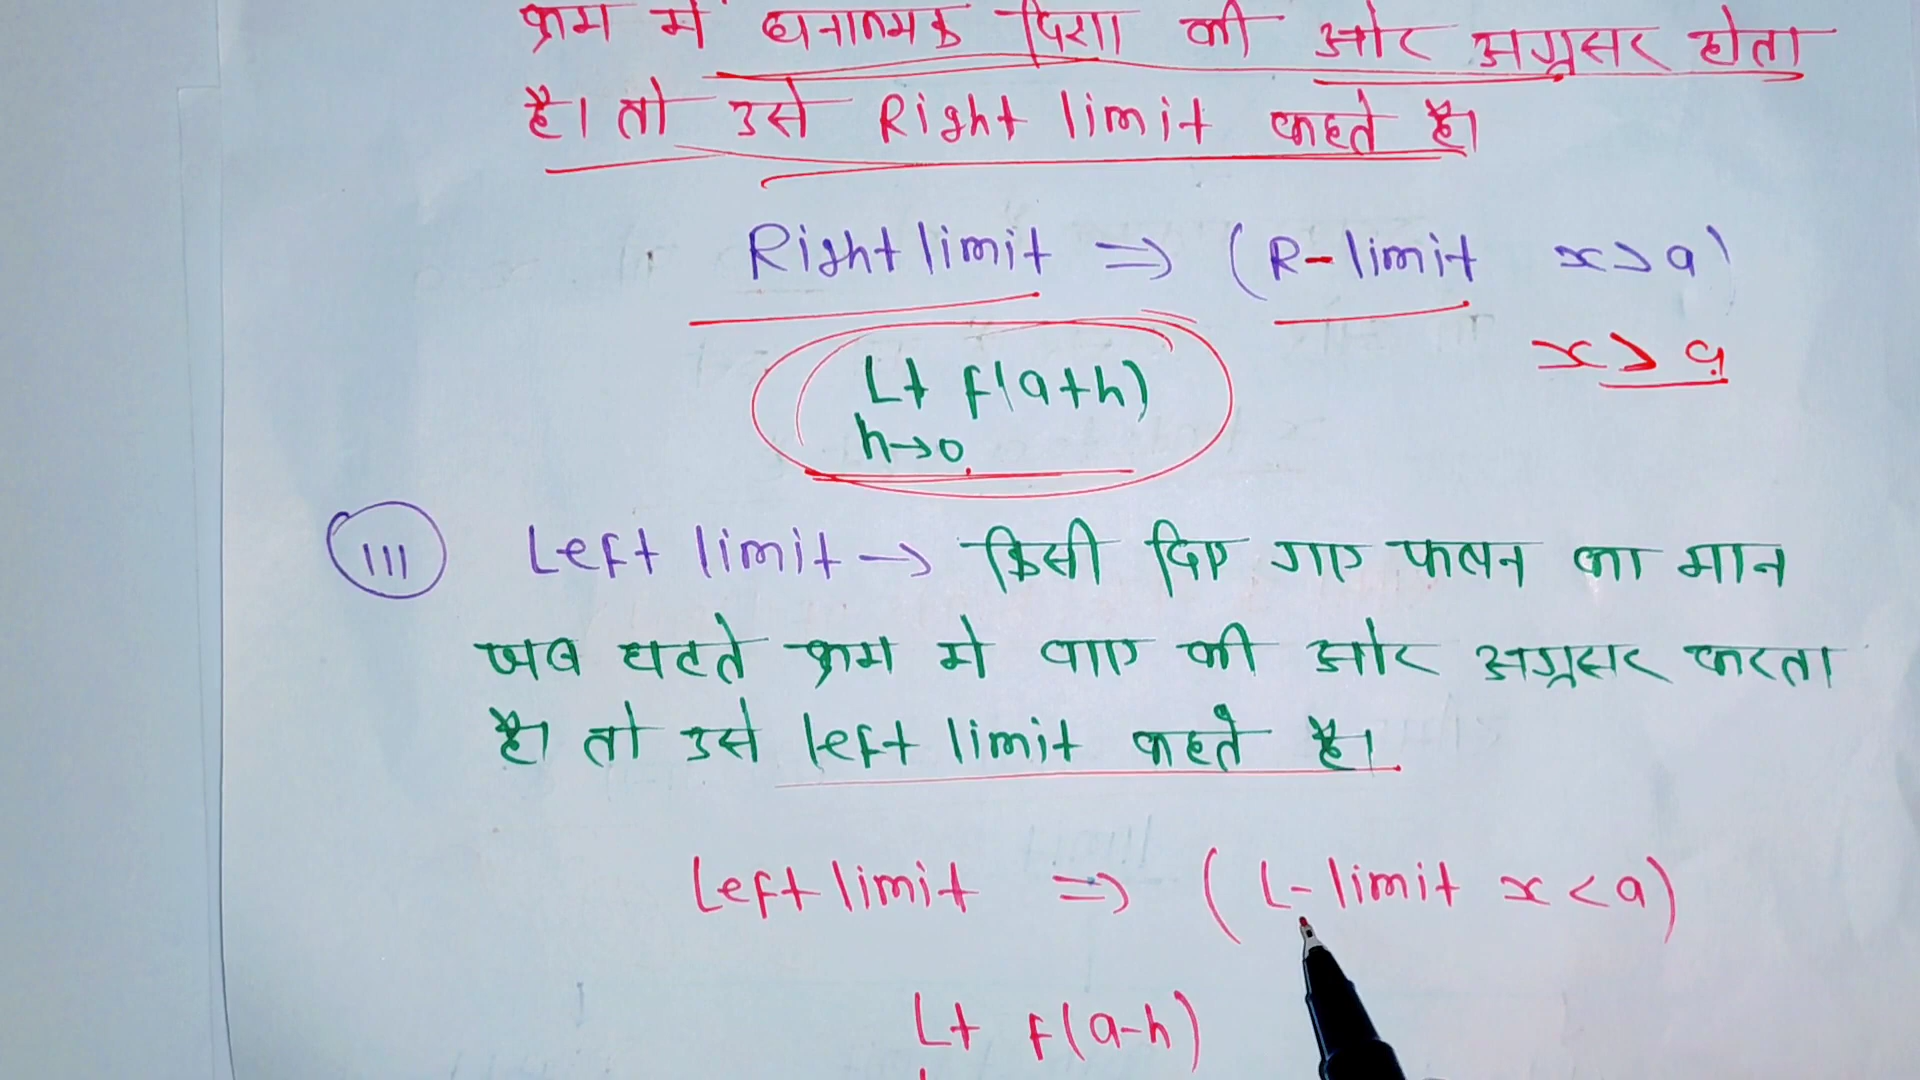 क्रम में धनात्मक दिशा की ओर अग्रसर होता
है। तो उसे Right limit कहते है।
Right limit ⇒ (R-limit x>a)
x>a
Lt f(a+h)
h→0
III Left limit → किसी दिए गए फलन का मान
जब घटते क्रम मे वाए की ओर अग्रसर करता
है। तो उसे left limit कहते है।
Left limit ⇒ (L-limit x<a)
Lt f(a-h)